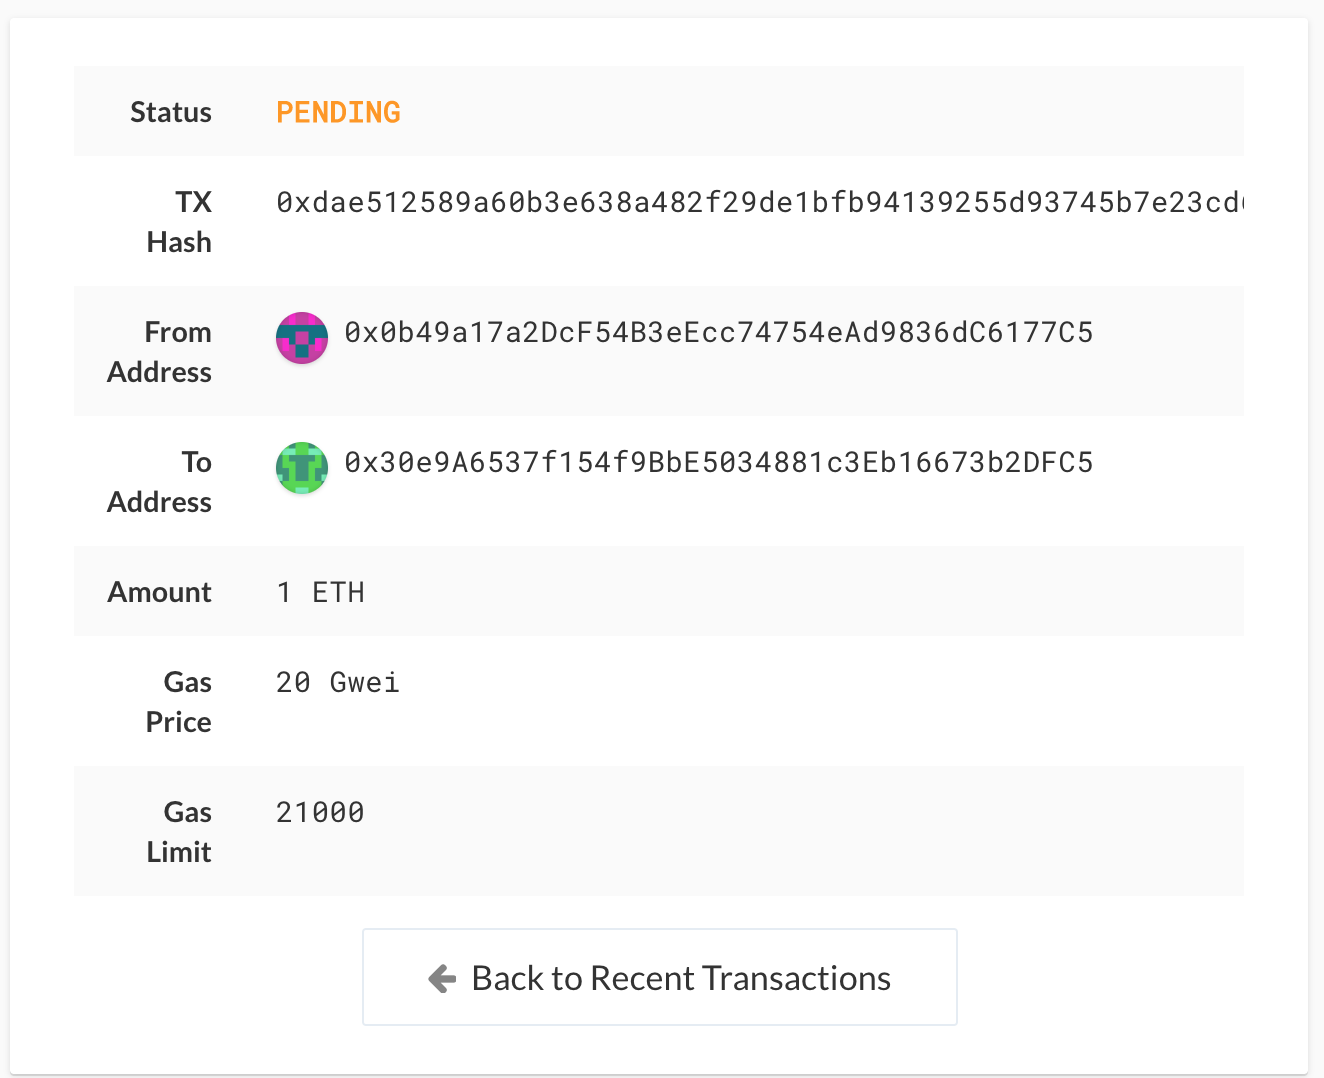 Status PENDING
TX 0xdae512589a60b3e638a482f29de1bfb94139255d93745b7e23cd
Hash
From 0x0b49a17a2DcF54B3eEcc74754eAd9836dC6177C5
Address
To 0x30e9A6537f154f9BbE5034881c3Eb16673b2DFC5
Address
Amount 1 ETH
Gas 20 Gwei
Price
Gas 21000
Limit
Back to Recent Transactions